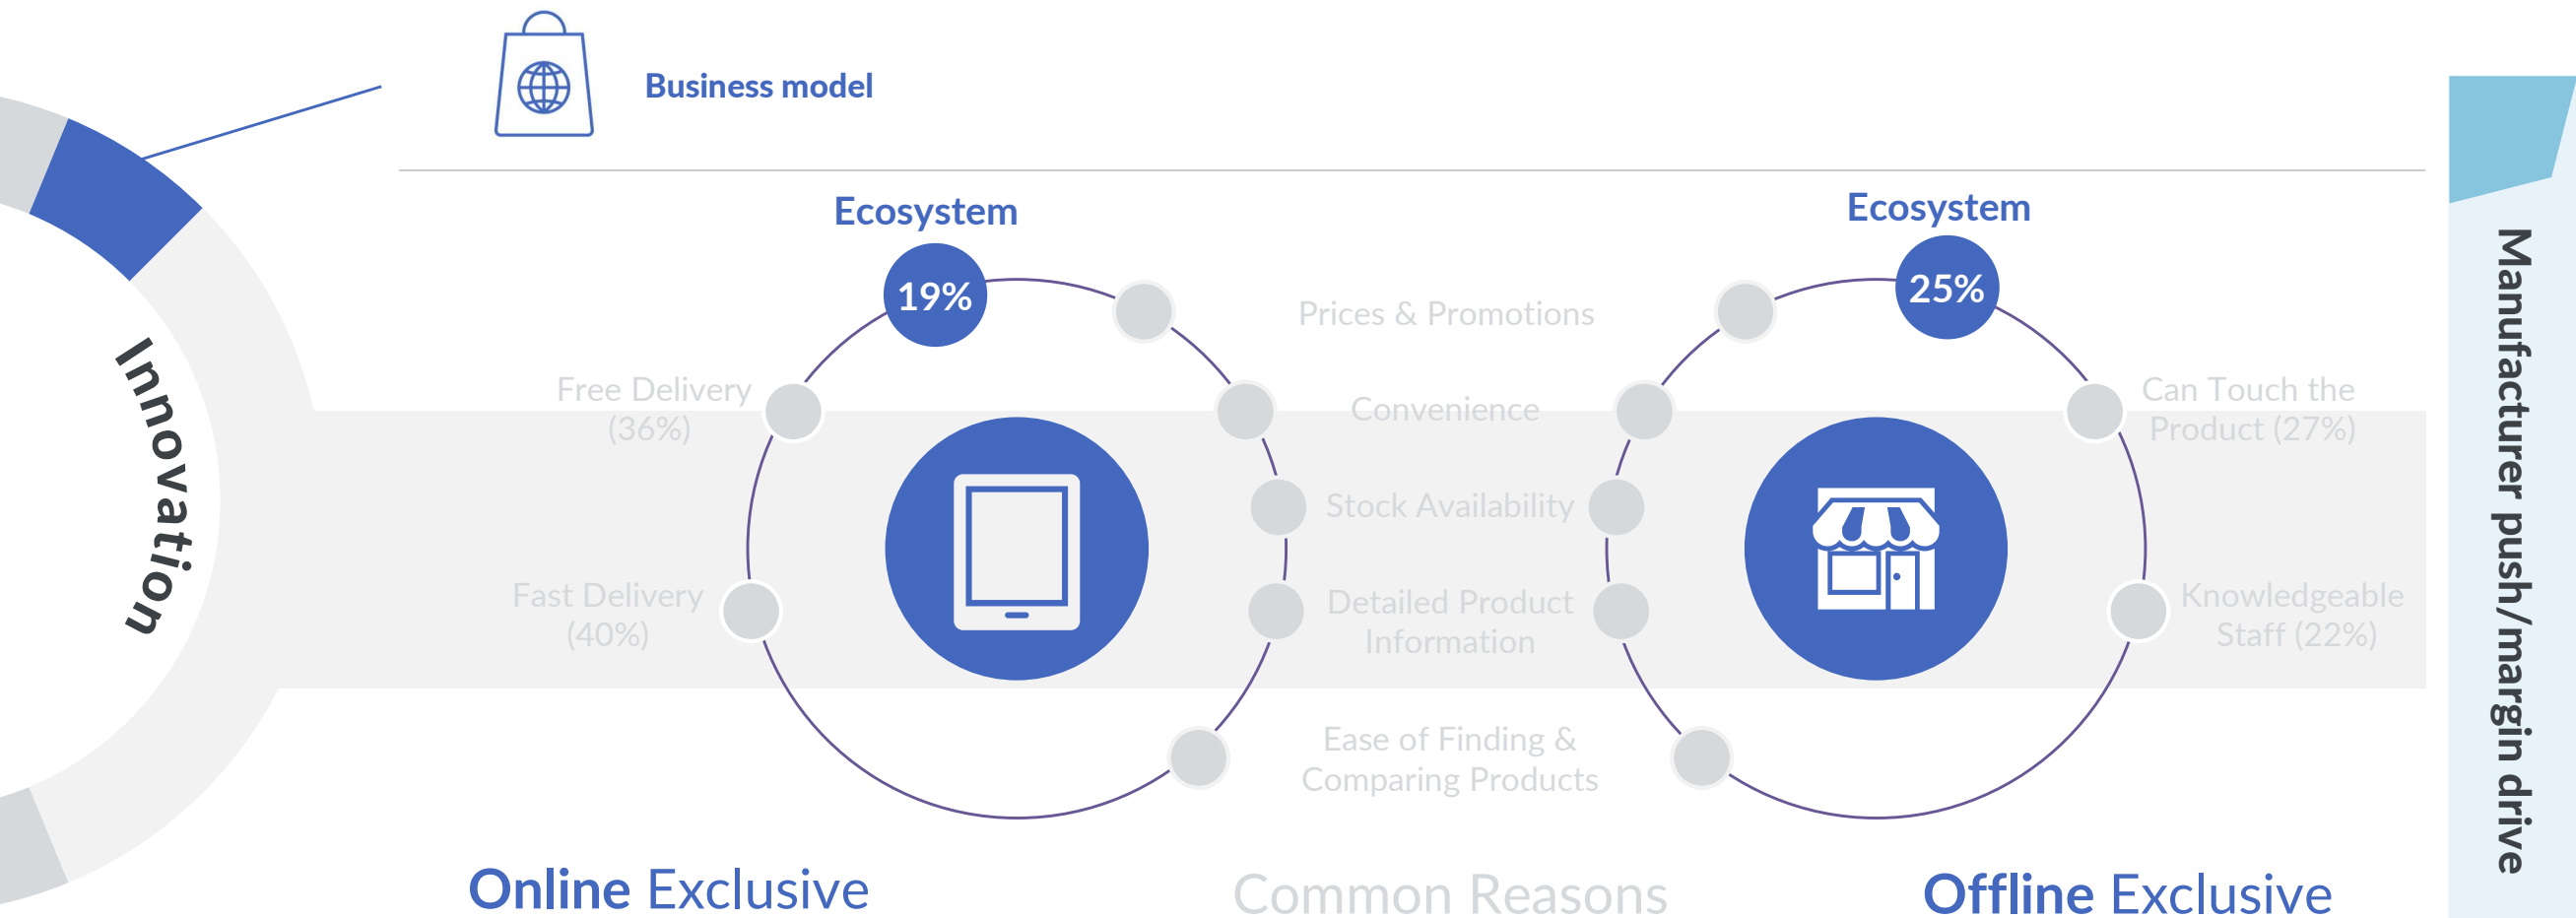 Business model
Innovation
Ecosystem
19%
Free Delivery
(36%)
Fast Delivery
(40%)
Prices & Promotions
Convenience
Stock Availability
Detailed Product
Information
Ease of Finding &
Comparing Products
Ecosystem
25%
Can Touch the
Product (27%)
Knowledgeable
Staff (22%)
Online Exclusive
Common Reasons
Offline Exclusive
Manufacturer push/margin drive